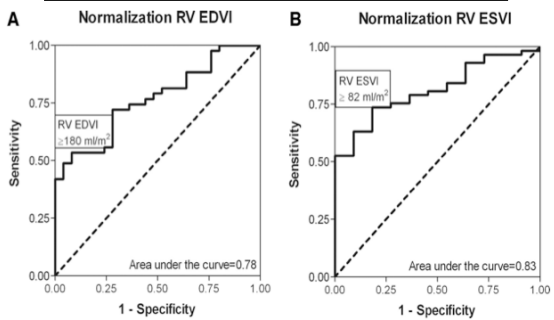 A
Normalization RV EDVI
1.00
0.75
0.50
0.25
0.00
Sensitivity
RV EDVI
≥180 ml/m²
Area under the curve=0.78
0.00 0.25 0.50 0.75 1.00
1 - Specificity
B
Normalization RV ESVI
1.00
0.75
0.50
0.25
0.00
Sensitivity
RV ESVI
≥ 82 ml/m²
Area under the curve=0.83
0.00 0.25 0.50 0.75 1.00
1 - Specificity